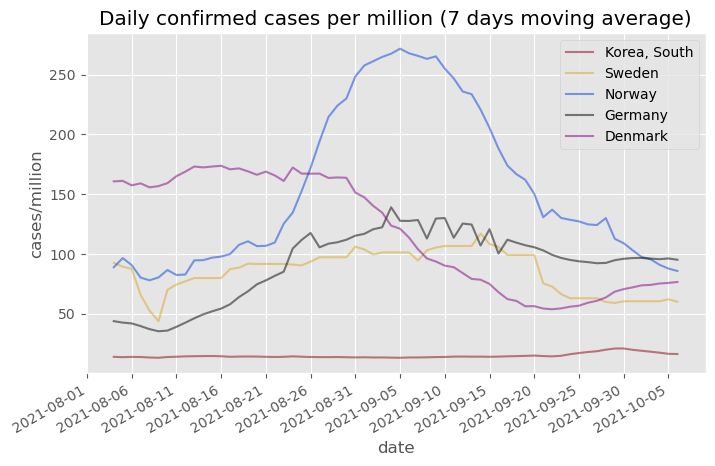 Daily confirmed cases per million (7 days moving average)
Korea, South
Sweden
Norway
Germany
Denmark
cases/million
250
200
150
100
50
2021-08-01
2021-08-06
2021-08-11
2021-08-16
2021-08-21
2021-08-26
2021-08-31
2021-09-05
2021-09-10
2021-09-15
2021-09-20
2021-09-25
2021-09-30
2021-10-05
date